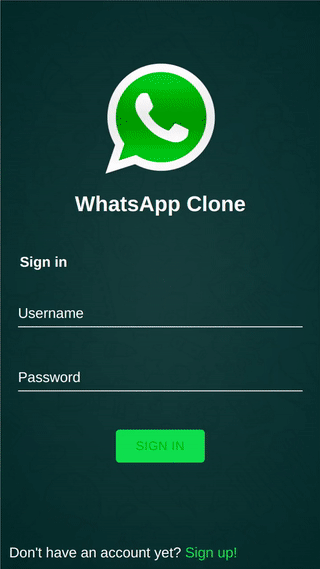 WhatsApp Clone
Sign in
Username
Password
SIGN IN
Don't have an account yet? Sign up!